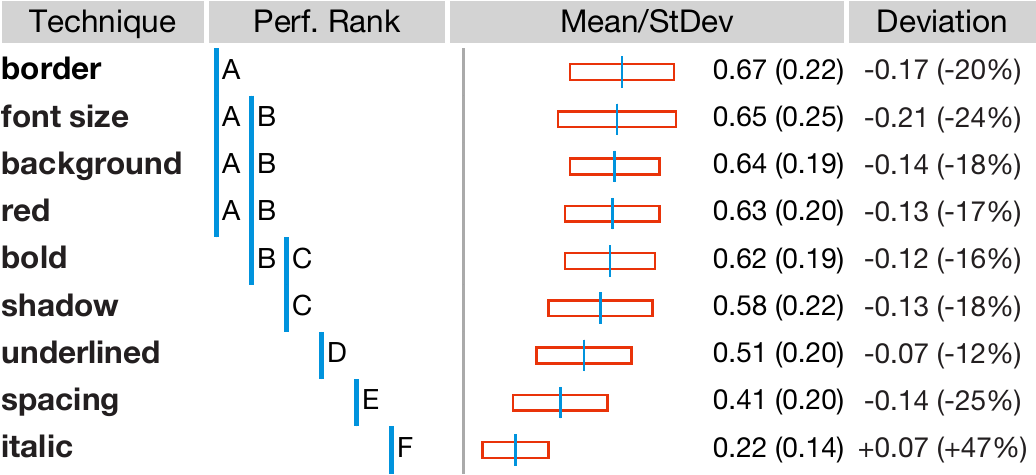 Technique Perf. Rank Mean/StDev Deviation
border A 0.67 (0.22) -0.17 (-20%)
font size A B 0.65 (0.25) -0.21 (-24%)
background A B 0.64 (0.19) -0.14 (-18%)
red A B 0.63 (0.20) -0.13 (-17%)
bold B C 0.62 (0.19) -0.12 (-16%)
shadow C 0.58 (0.22) -0.13 (-18%)
underlined D 0.51 (0.20) -0.07 (-12%)
spacing E 0.41 (0.20) -0.14 (-25%)
italic F 0.22 (0.14) +0.07 (+47%)